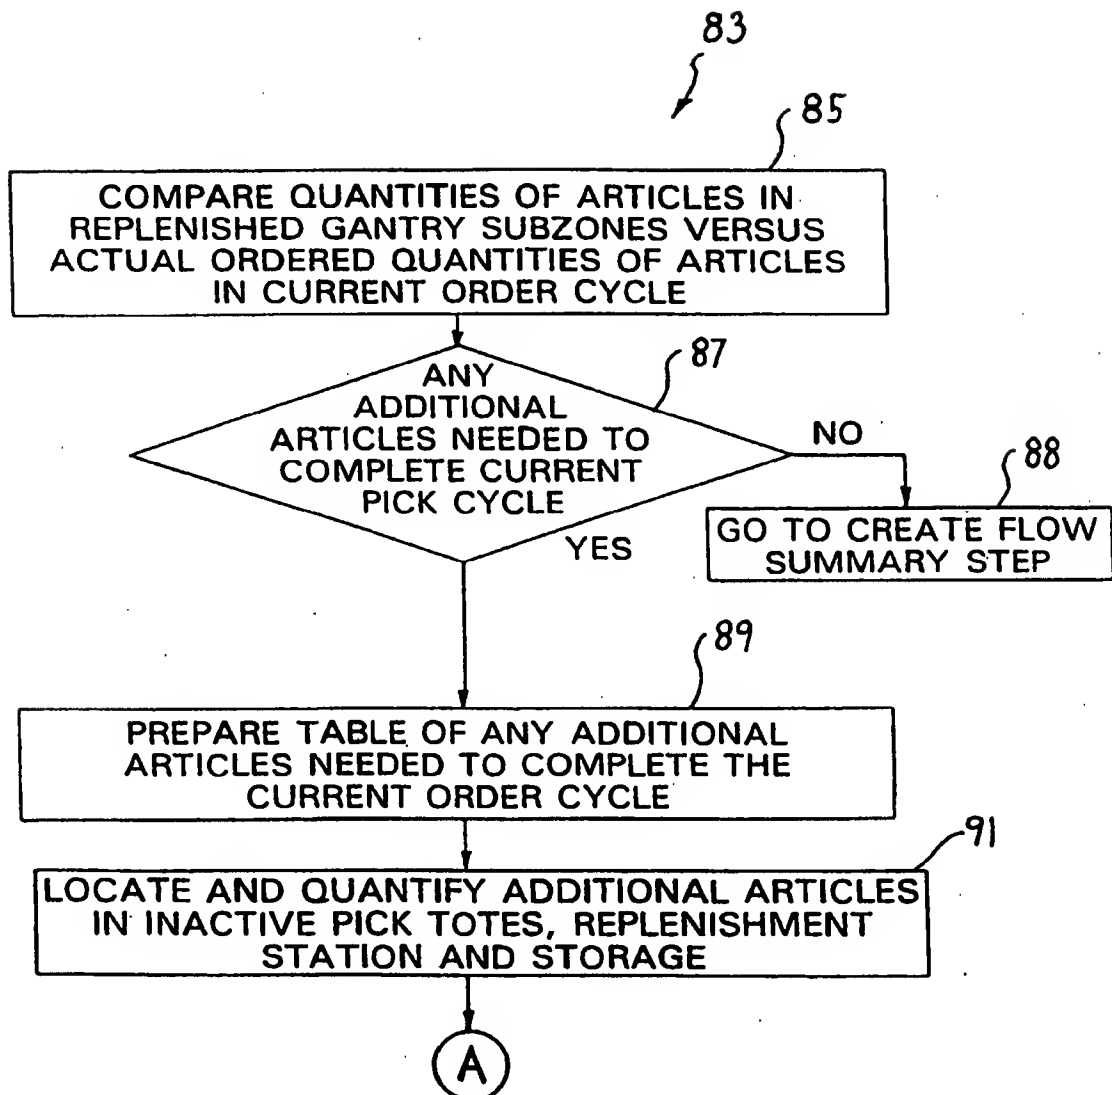 83
85
COMPARE QUANTITIES OF ARTICLES IN
REPLENISHED GANTRY SUBZONES VERSUS
ACTUAL ORDERED QUANTITIES OF ARTICLES
IN CURRENT ORDER CYCLE
87
ANY
ADDITIONAL
ARTICLES NEEDED TO
COMPLETE CURRENT
PICK CYCLE
NO
88
GO TO CREATE FLOW
SUMMARY STEP
YES
89
PREPARE TABLE OF ANY ADDITIONAL
ARTICLES NEEDED TO COMPLETE THE
CURRENT ORDER CYCLE
91
LOCATE AND QUANTIFY ADDITIONAL ARTICLES
IN INACTIVE PICK TOTES, REPLENISHMENT
STATION AND STORAGE
A